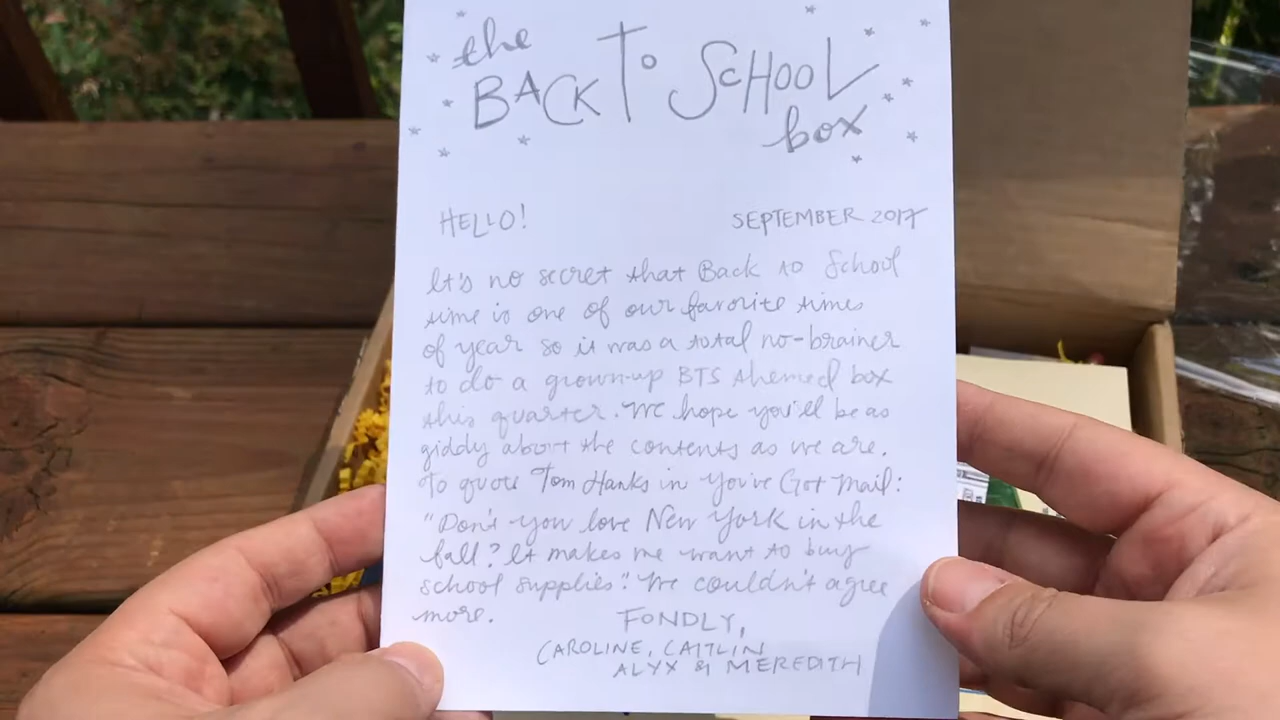 the
BACK To SCHOOL
box
HELLO! SEPTEMBER 2017
It's no secret that Back to School
time is one of our favorite times
of year so it was a total no-brainer
to do a grown-up BTS themed box
this quarter. We hope you'll be as
giddy about the contents as we are.
To quote Tom Hanks in You've Got Mail:
"Don't you love New York in the
fall? It makes me want to buy
school supplies." We couldn't agree
more.
FONDLY,
CAROLINE, CAITLIN
ALYX & MEREDITH